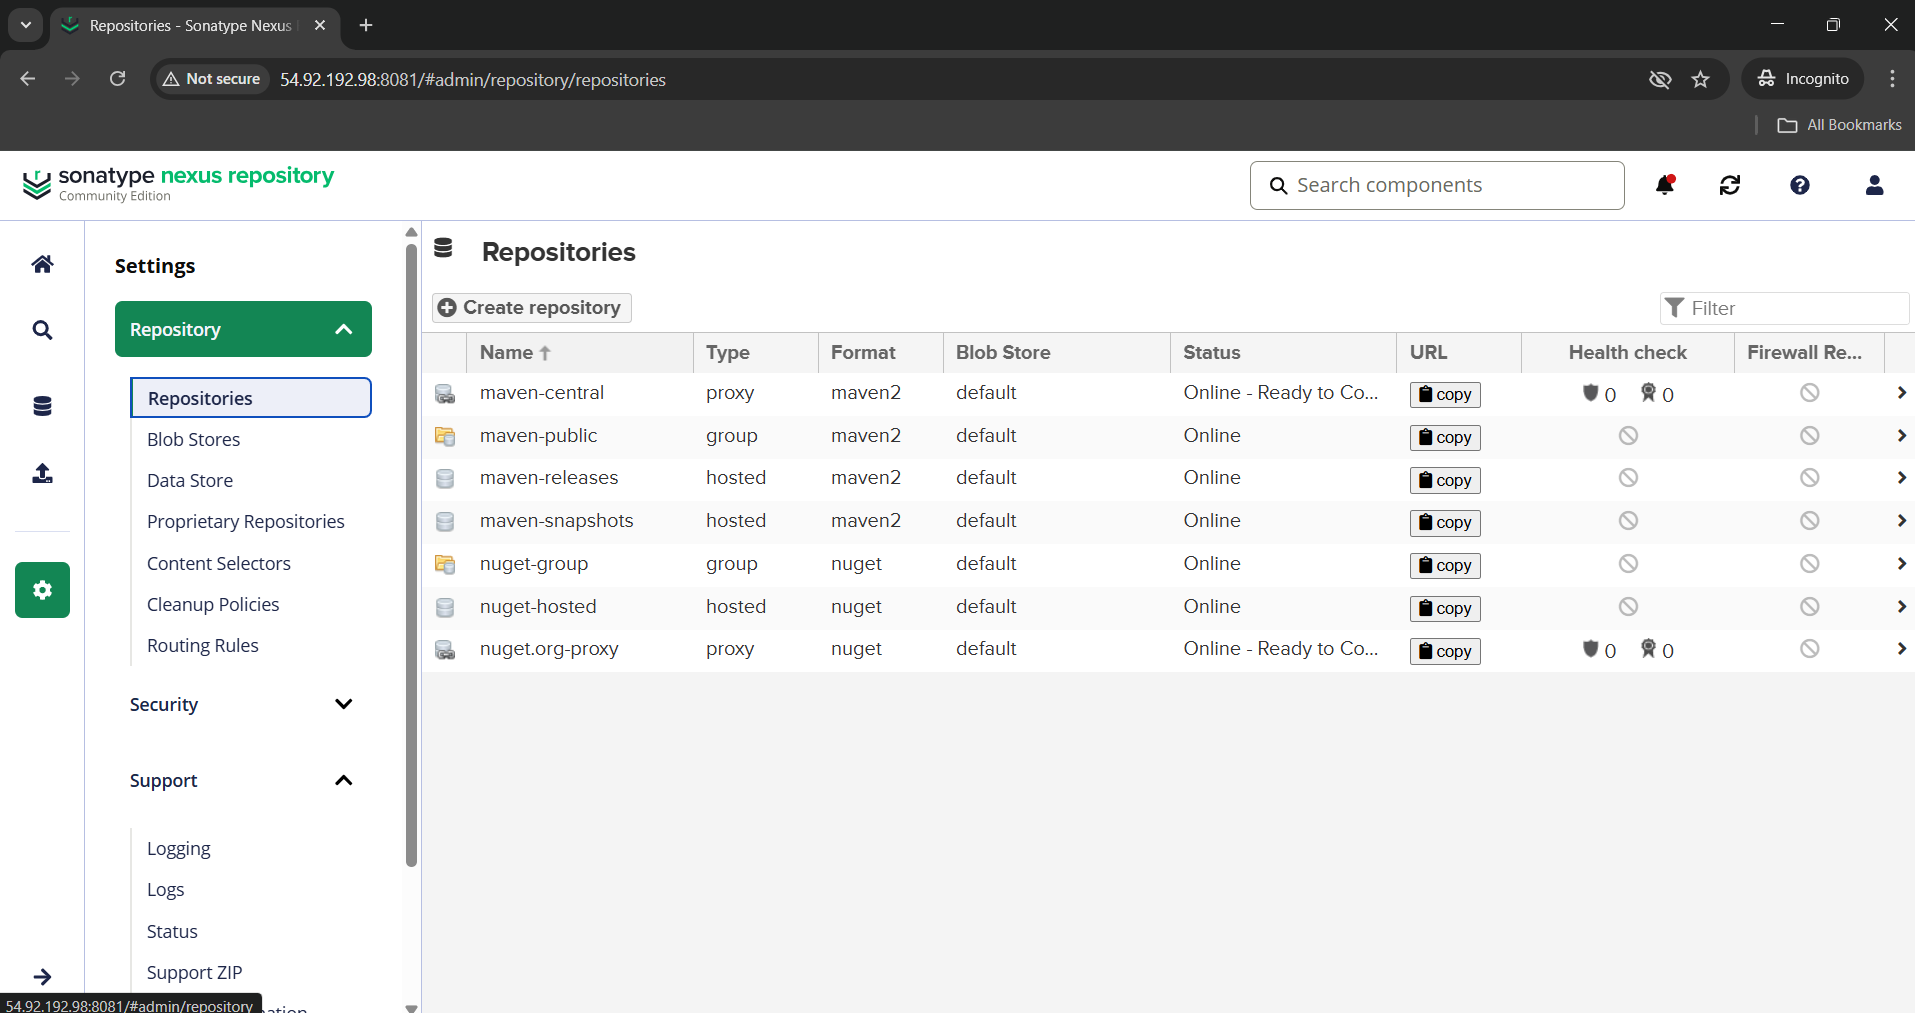 Repositories - Sonatype Nexus
Not secure
54.92.192.98:8081/#admin/repository/repositories
Incognito
All Bookmarks
sonatype nexus repository
Community Edition
Search components
Settings
Repository
Repositories
Blob Stores
Data Store
Proprietary Repositories
Content Selectors
Cleanup Policies
Routing Rules
Security
Support
Logging
Logs
Status
Support ZIP
54.92.192.98:8081/#admin/repository
Repositories
Create repository
Filter
Name Type Format Blob Store Status URL Health check Firewall Re...
maven-central proxy maven2 default Online - Ready to Co... copy 0 0
maven-public group maven2 default Online copy
maven-releases hosted maven2 default Online copy
maven-snapshots hosted maven2 default Online copy
nuget-group group nuget default Online copy
nuget-hosted hosted nuget default Online copy
nuget.org-proxy proxy nuget default Online - Ready to Co... copy 0 0